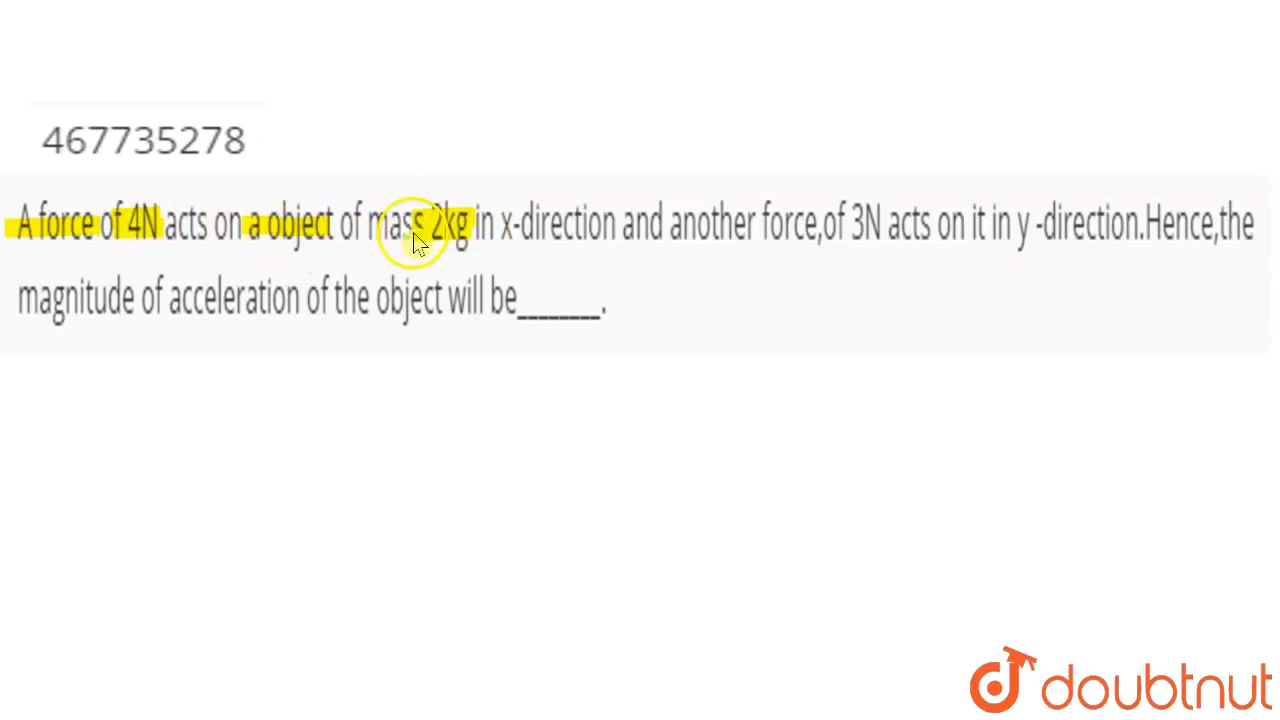 467735278
A force of 4N acts on a object of mass 2kg in x-direction and another force,of 3N acts on it in y -direction.Hence,the
magnitude of acceleration of the object will be________.
doubtnut